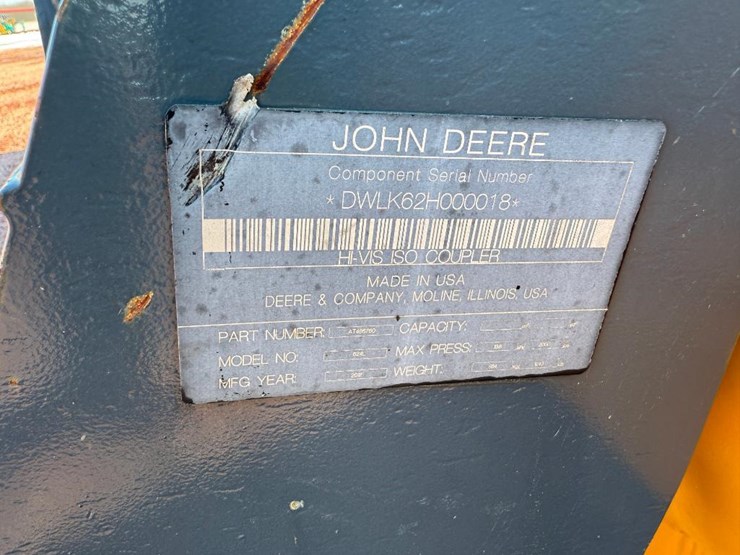 JOHN DEERE
Component Serial Number
* DWLK62H000018*
HI-VIS ISO COUPLER
MADE IN USA
DEERE & COMPANY, MOLINE, ILLINOIS, USA
PART NUMBER: CAPACITY:
MODEL NO: MAX PRESS:
MFG YEAR: WEIGHT: